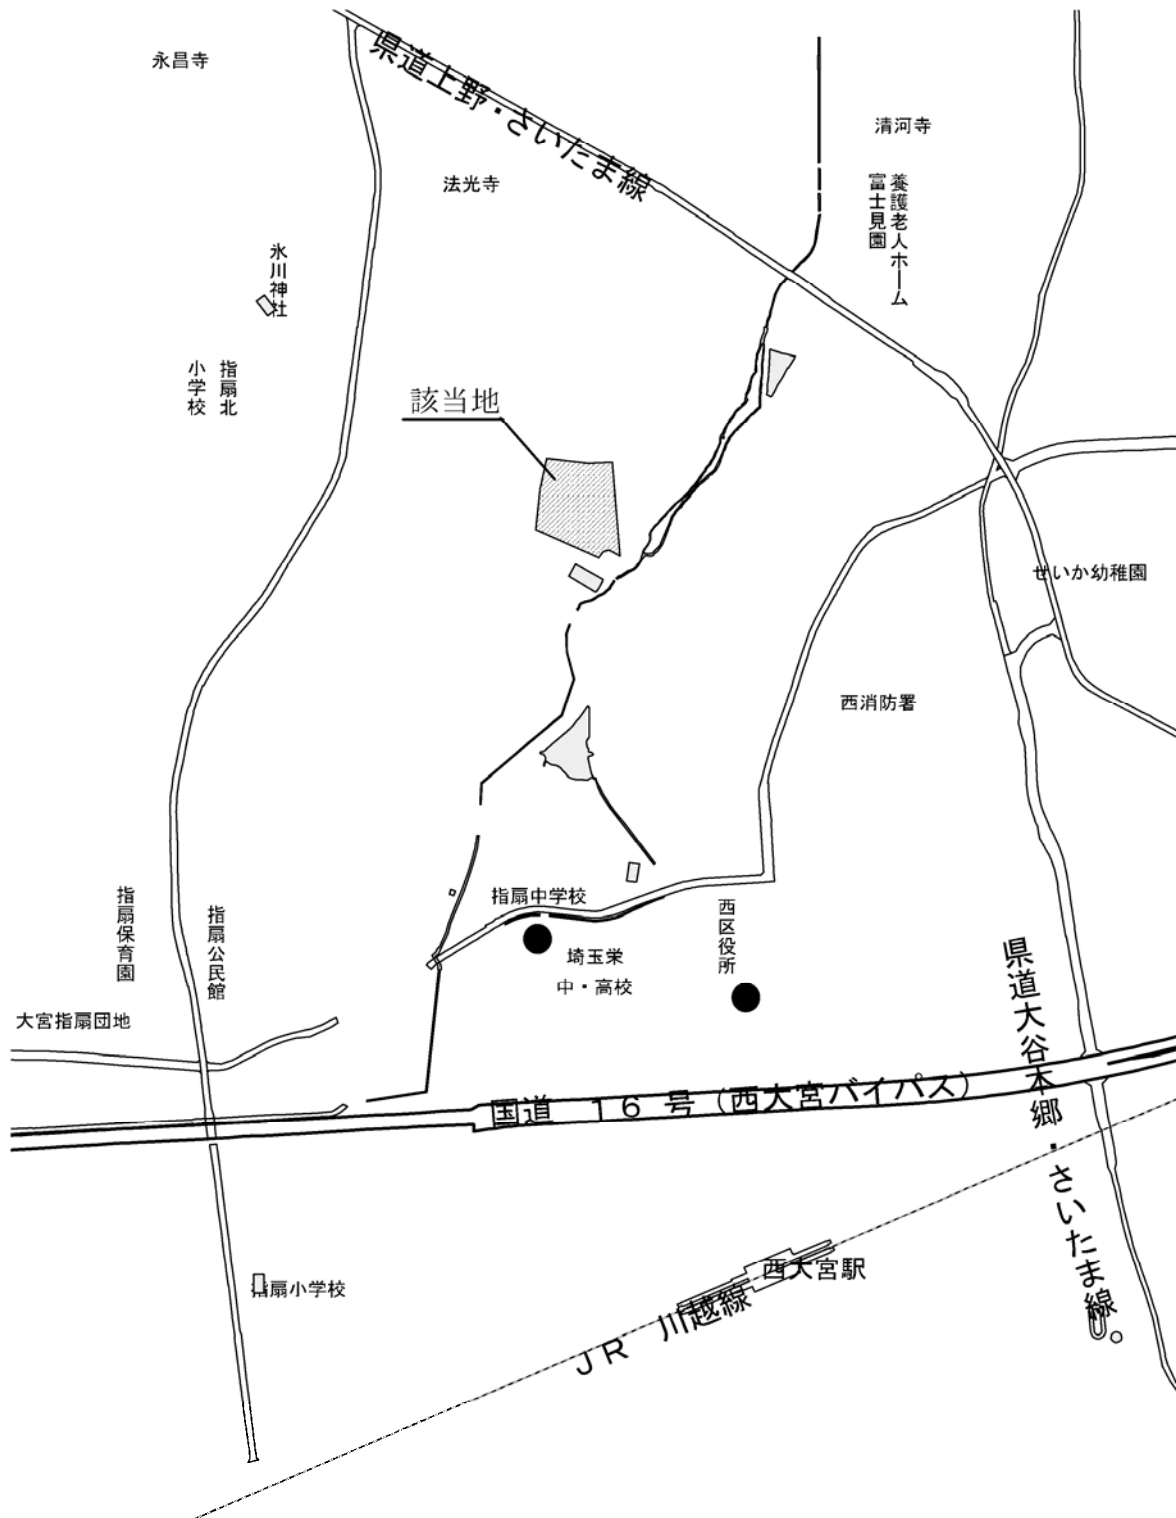 永昌寺
県道上野・さいたま線
清河寺
法光寺
養護老人ホーム
富士見園
氷川神社
指扇北
小学校
該当地
せいか幼稚園
西消防署
指扇中学校
西区役所
指扇公民館
指扇保育園
埼玉栄
中・高校
県道大谷本郷・さいたま線
大宮指扇団地
国道 16 号（西大宮バイパス）
西大宮駅
指扇小学校
JR 川越線